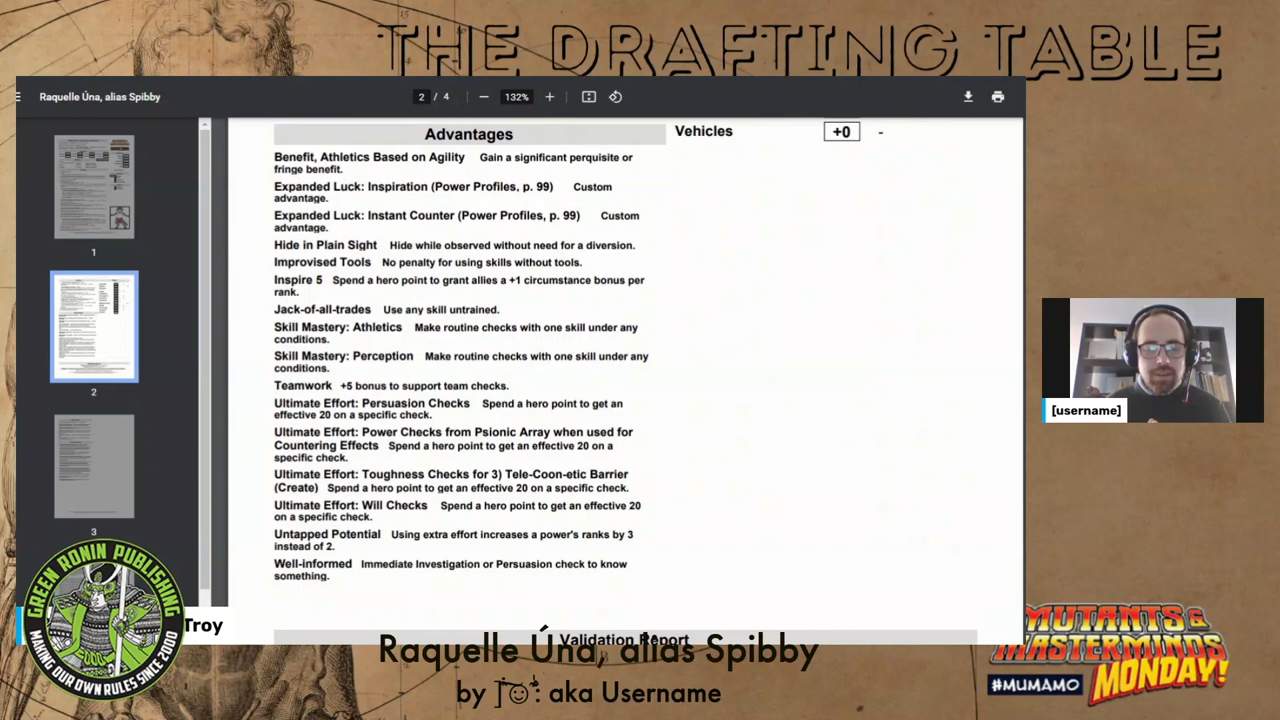 THE DRAFTING TABLE
Raquelle Úna, alias Spibby
2 / 4
132%
Advantages
Vehicles +0 -
Benefit, Athletics Based on Agility Gain a significant perquisite or
fringe benefit.
Expanded Luck: Inspiration (Power Profiles, p. 99) Custom
advantage.
Expanded Luck: Instant Counter (Power Profiles, p. 99) Custom
advantage.
Hide in Plain Sight Hide while observed without need for a diversion.
Improvised Tools No penalty for using skills without tools.
Inspire 5 Spend a hero point to grant allies a +1 circumstance bonus per
rank.
Jack-of-all-trades Use any skill untrained.
Skill Mastery: Athletics Make routine checks with one skill under any
conditions.
Skill Mastery: Perception Make routine checks with one skill under any
conditions.
Teamwork +5 bonus to support team checks.
Ultimate Effort: Persuasion Checks Spend a hero point to get an
effective 20 on a specific check.
Ultimate Effort: Power Checks from Psionic Array when used for
Countering Effects Spend a hero point to get an effective 20 on a
specific check.
Ultimate Effort: Toughness Checks for 3) Tele-Coon-etic Barrier
(Create) Spend a hero point to get an effective 20 on a specific check.
Ultimate Effort: Will Checks Spend a hero point to get an effective 20
on a specific check.
Untapped Potential Using extra effort increases a power's ranks by 3
instead of 2.
Well-informed Immediate Investigation or Persuasion check to know
something.
Validation Report
1
2
3
[username]
Troy
GREEN RONIN PUBLISHING
MAKING OUR OWN RULES SINCE 2000
Raquelle Úna, alias Spibby
aka Username
by
MUTANTS &
MASTERMINDS
MONDAY!
#MUMAMO